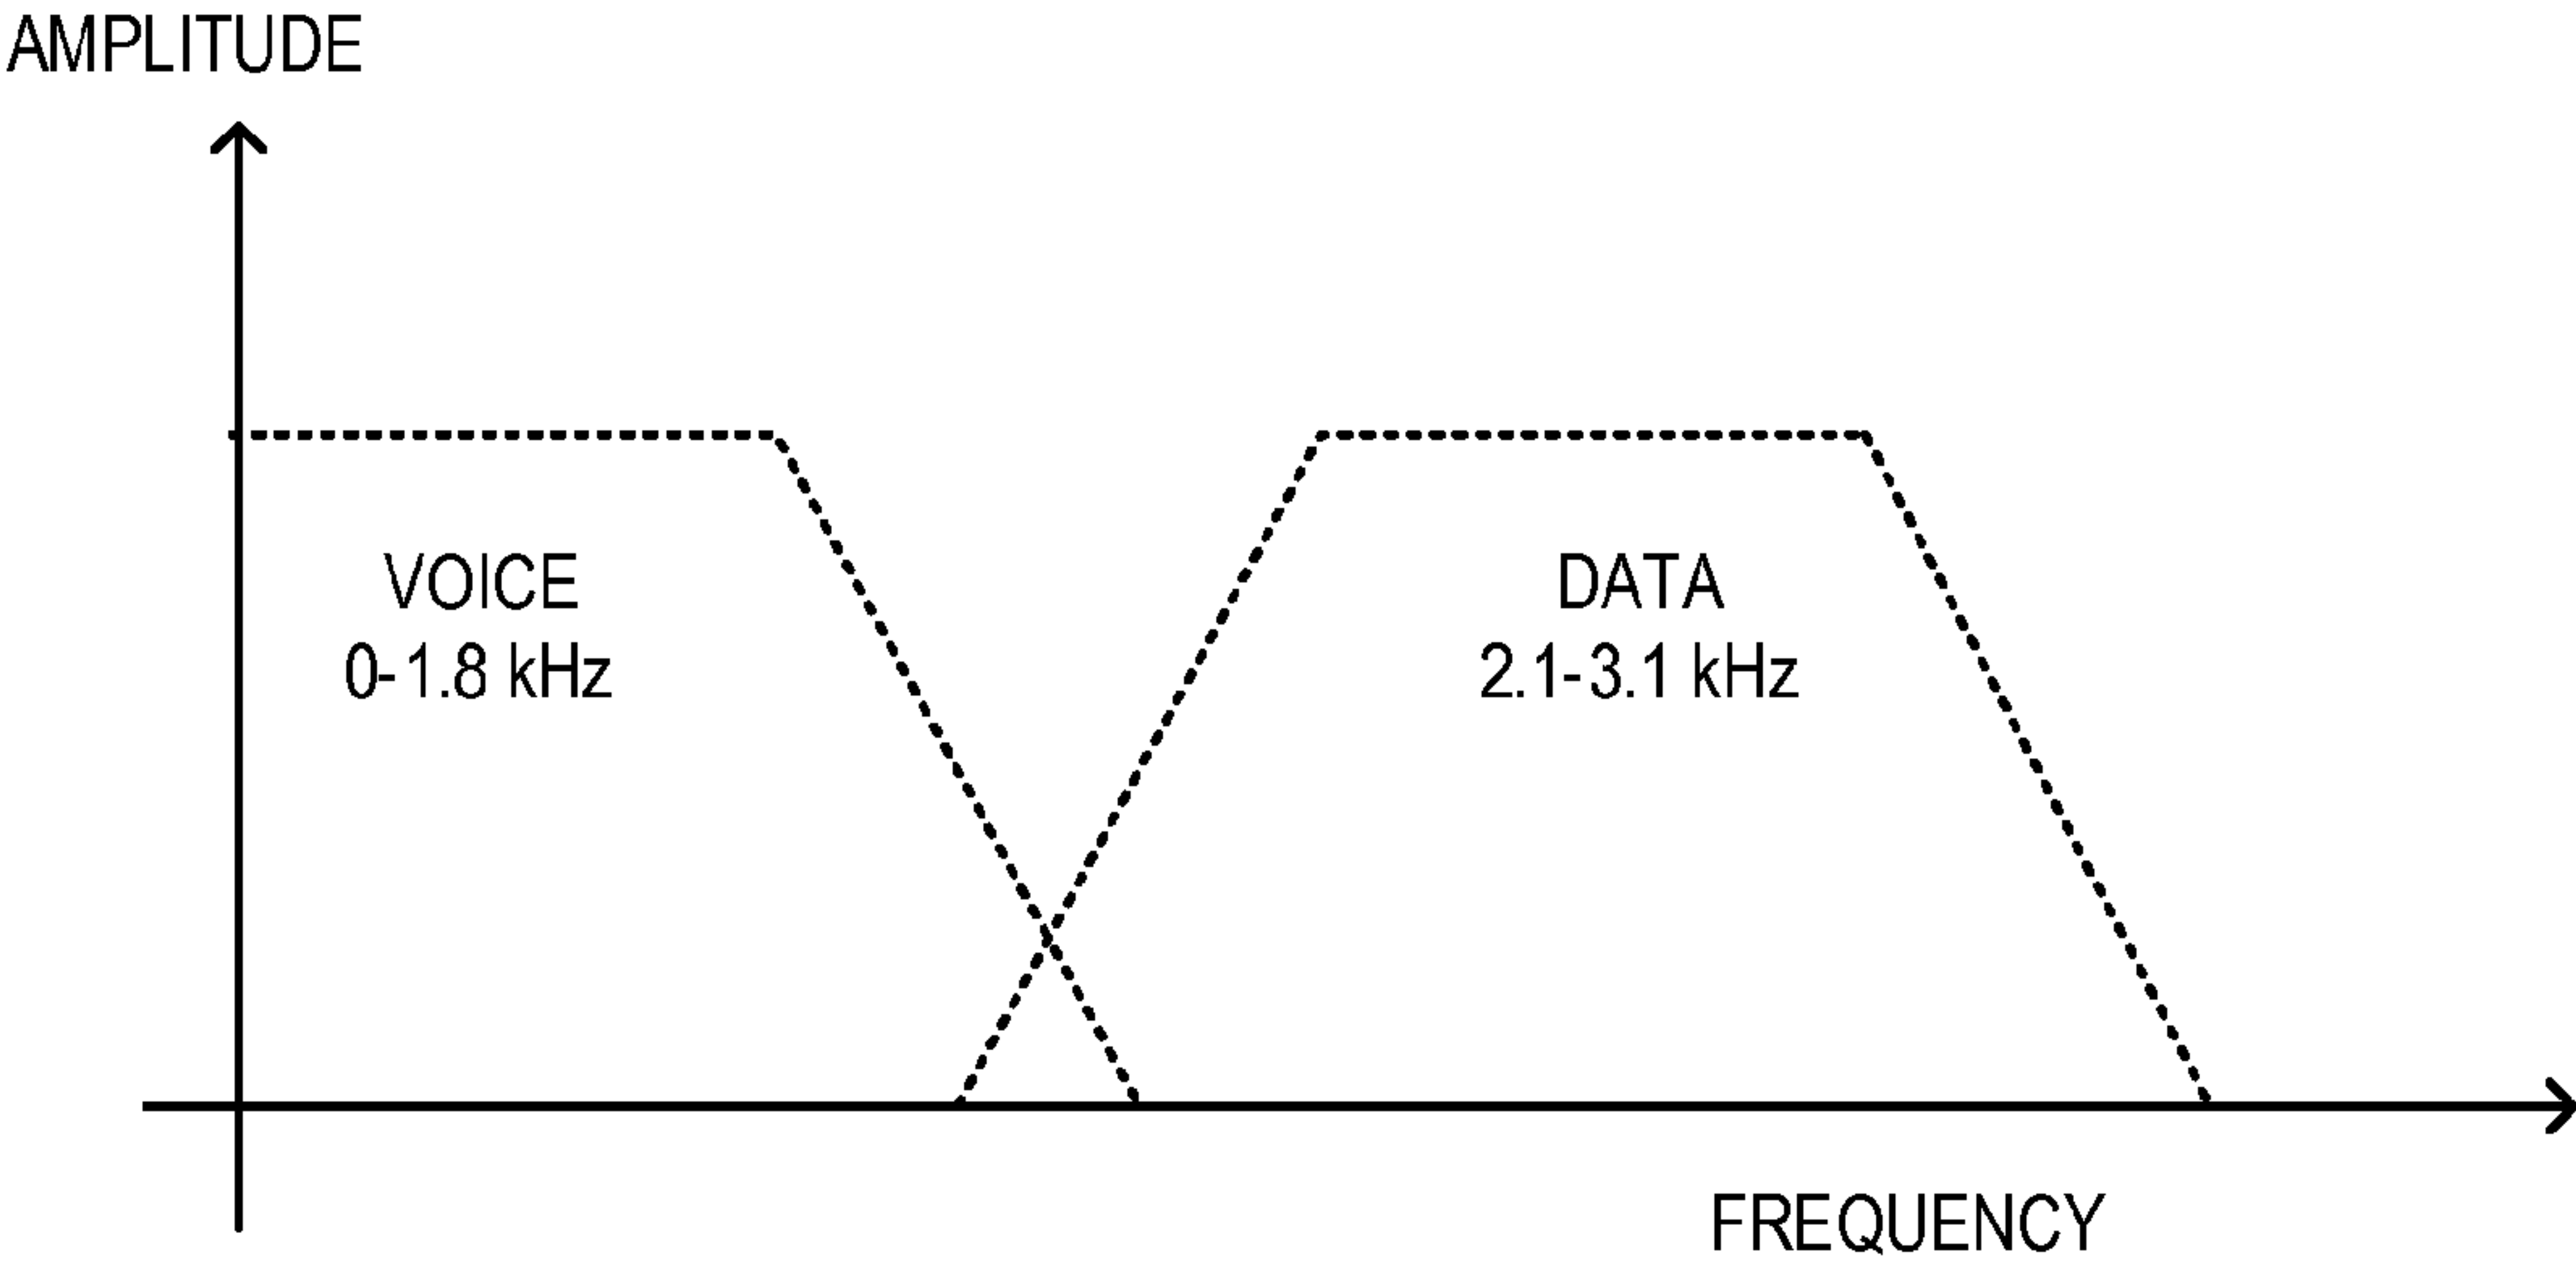 AMPLITUDE
VOICE
0-1.8 kHz
DATA
2.1-3.1 kHz
FREQUENCY